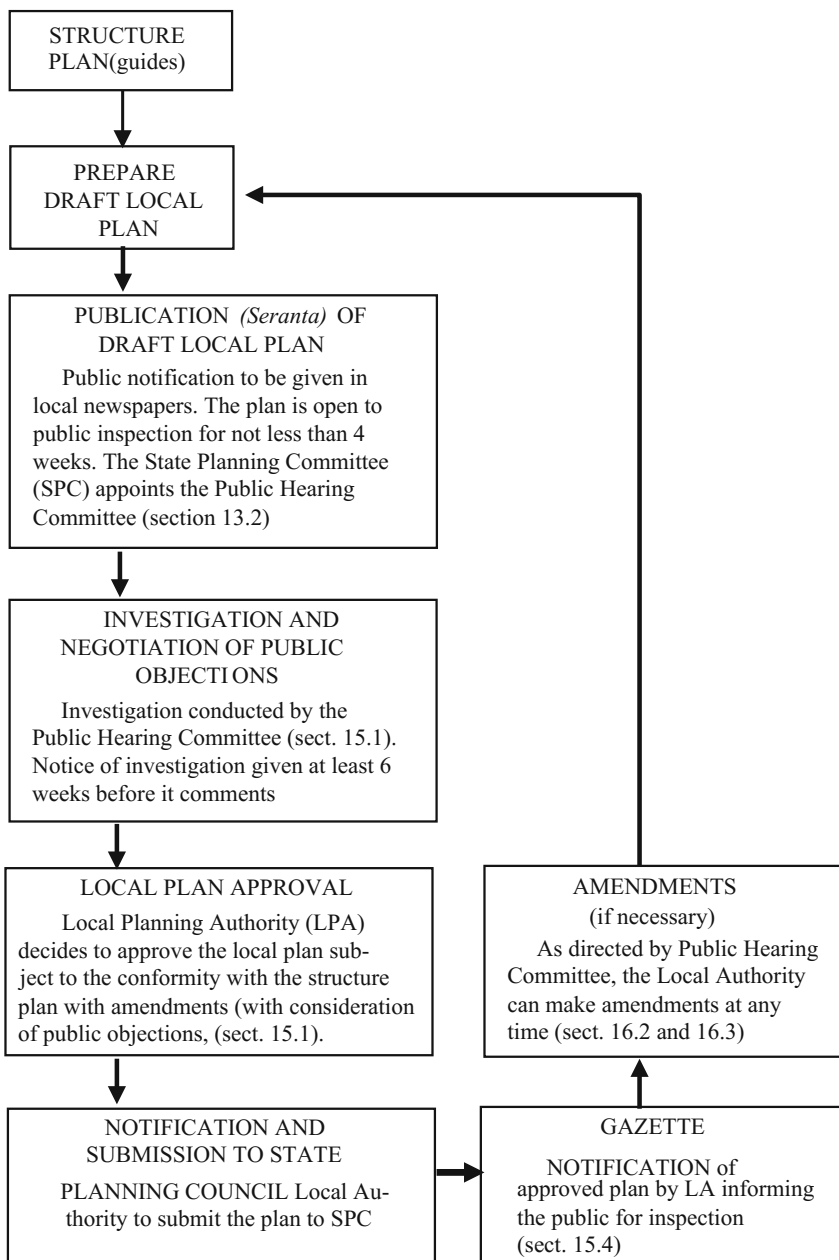 STRUCTURE
PLAN(guides)
PREPARE
DRAFT LOCAL
PLAN
PUBLICATION (Seranta) OF
DRAFT LOCAL PLAN
Public notification to be given in
local newspapers. The plan is open to
public inspection for not less than 4
weeks. The State Planning Committee
(SPC) appoints the Public Hearing
Committee (section 13.2)
INVESTIGATION AND
NEGOTIATION OF PUBLIC
OBJECTIONS
Investigation conducted by the
Public Hearing Committee (sect. 15.1).
Notice of investigation given at least 6
weeks before it comments
LOCAL PLAN APPROVAL
Local Planning Authority (LPA)
decides to approve the local plan sub-
ject to the conformity with the structure
plan with amendments (with consideration
of public objections, (sect. 15.1).
NOTIFICATION AND
SUBMISSION TO STATE
PLANNING COUNCIL Local Au-
thority to submit the plan to SPC
GAZETTE
NOTIFICATION of
approved plan by LA informing
the public for inspection
(sect. 15.4)
AMENDMENTS
(if necessary)
As directed by Public Hearing
Committee, the Local Authority
can make amendments at any
time (sect. 16.2 and 16.3)